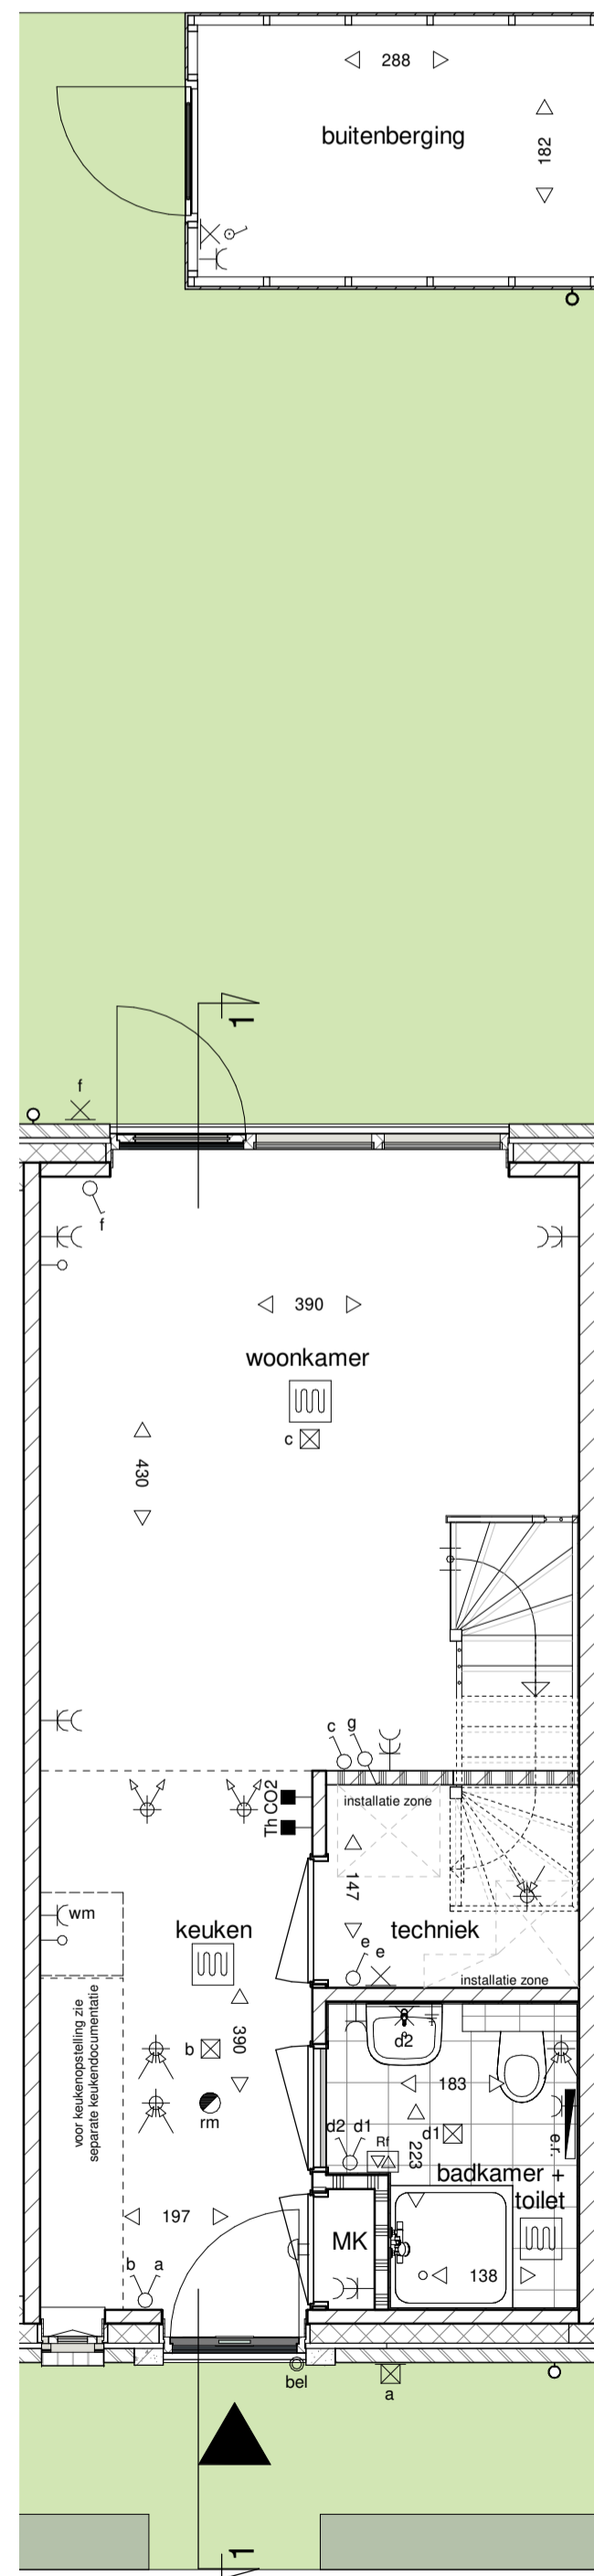 288
buitenberging
182
1
f
f
390
woonkamer
c
430
c g
Th CO2
installatie zone
147
wm
keuken
techniek
e
e
installatie zone
voor keukenopstelling zie
separate keukendocumentatie
390
b
d2
183
rm
d2 d1
d1
Rf
223
e.r.
badkamer +
toilet
197
MK
138
b a
bel
a
1